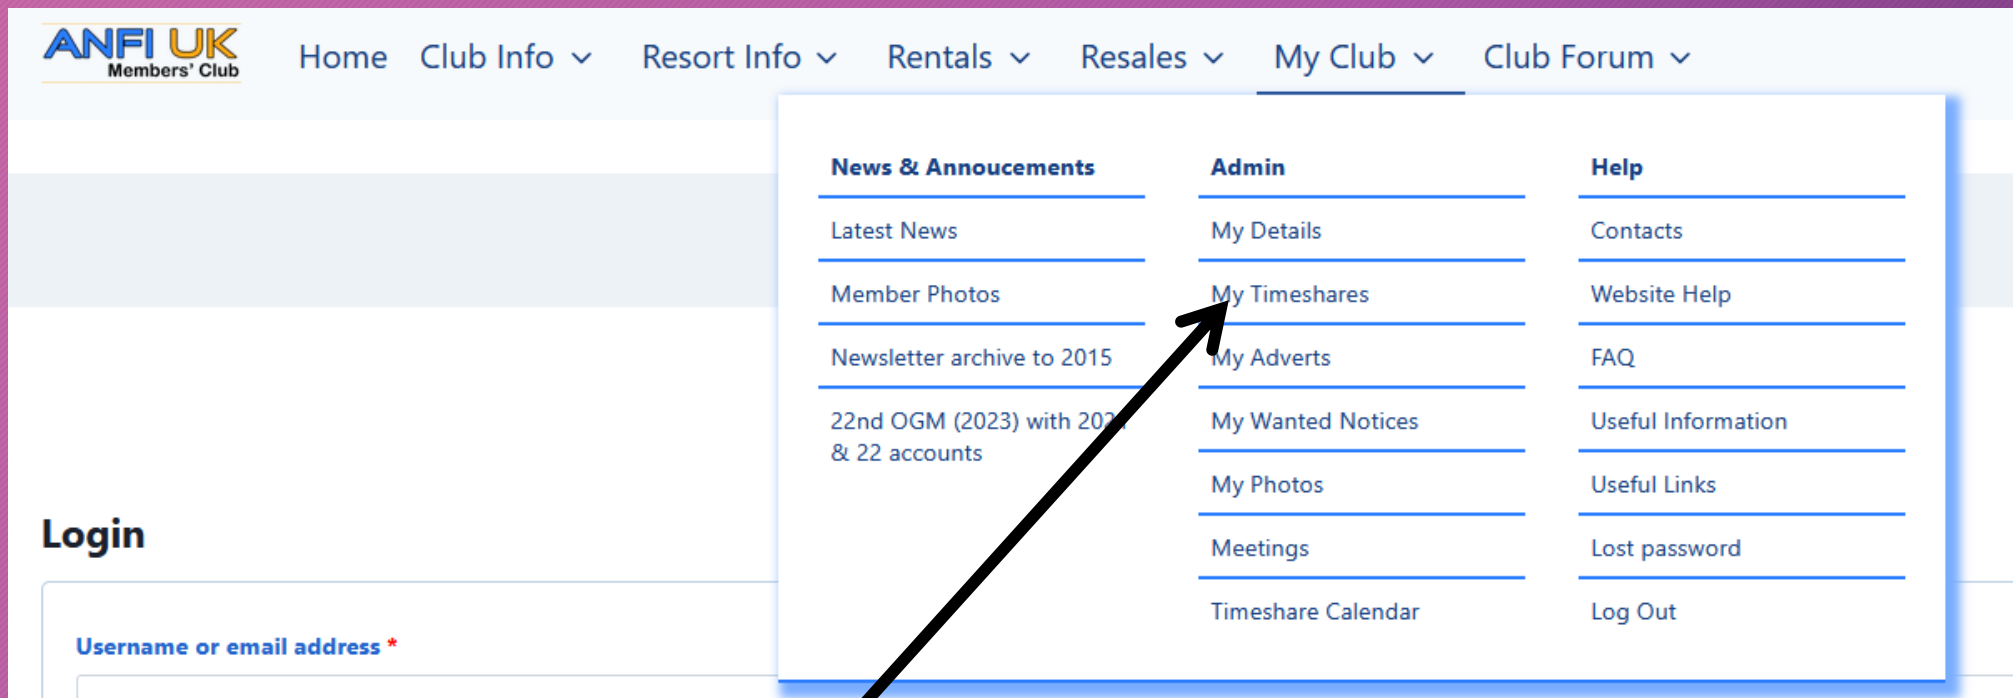 ANFI UK
Members' Club
Home Club Info Resort Info Rentals Resales My Club Club Forum
News & Annoucements
Latest News
Member Photos
Newsletter archive to 2015
22nd OGM (2023) with
& 22 accounts
Admin
My Details
My Timeshares
My Adverts
My Wanted Notices
My Photos
Meetings
Timeshare Calendar
Help
Contacts
Website Help
FAQ
Useful Information
Useful Links
Lost password
Log Out
Login
Username or email address *